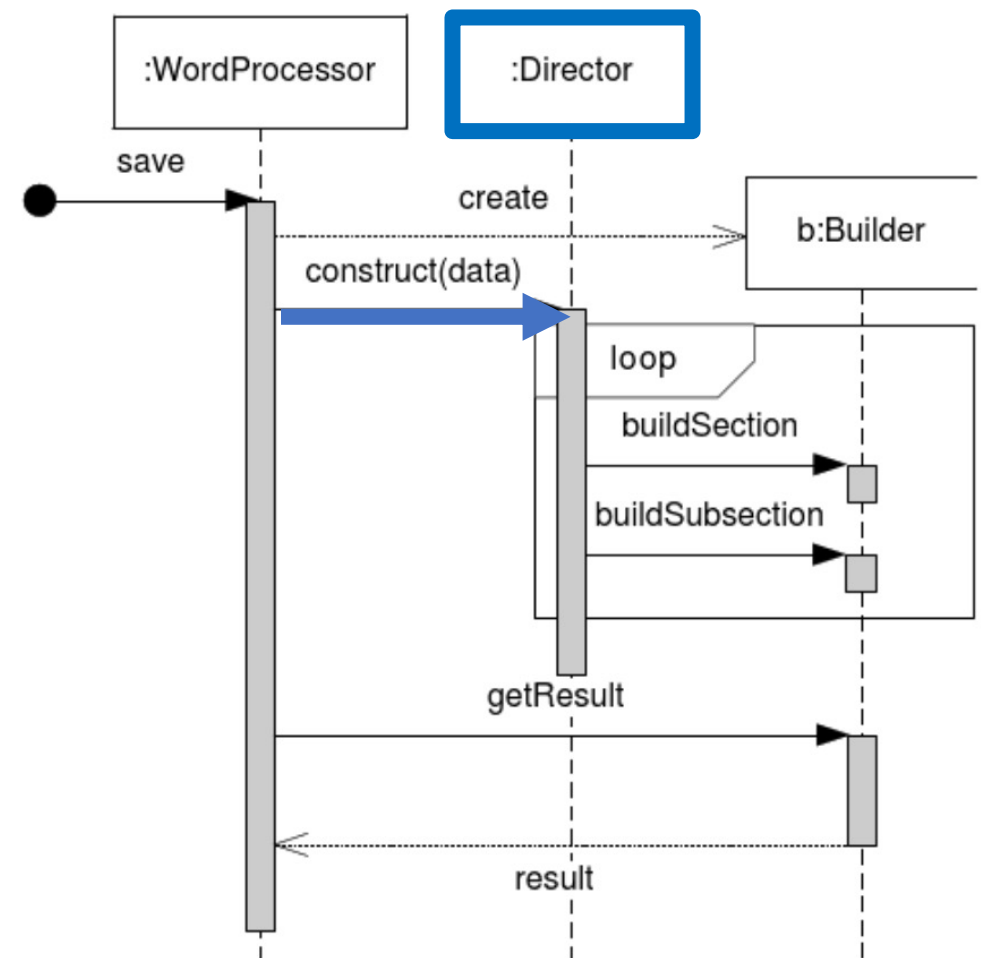 :WordProcessor
:Director
save
create
b:Builder
construct(data)
loop
buildSection
buildSubsection
getResult
result